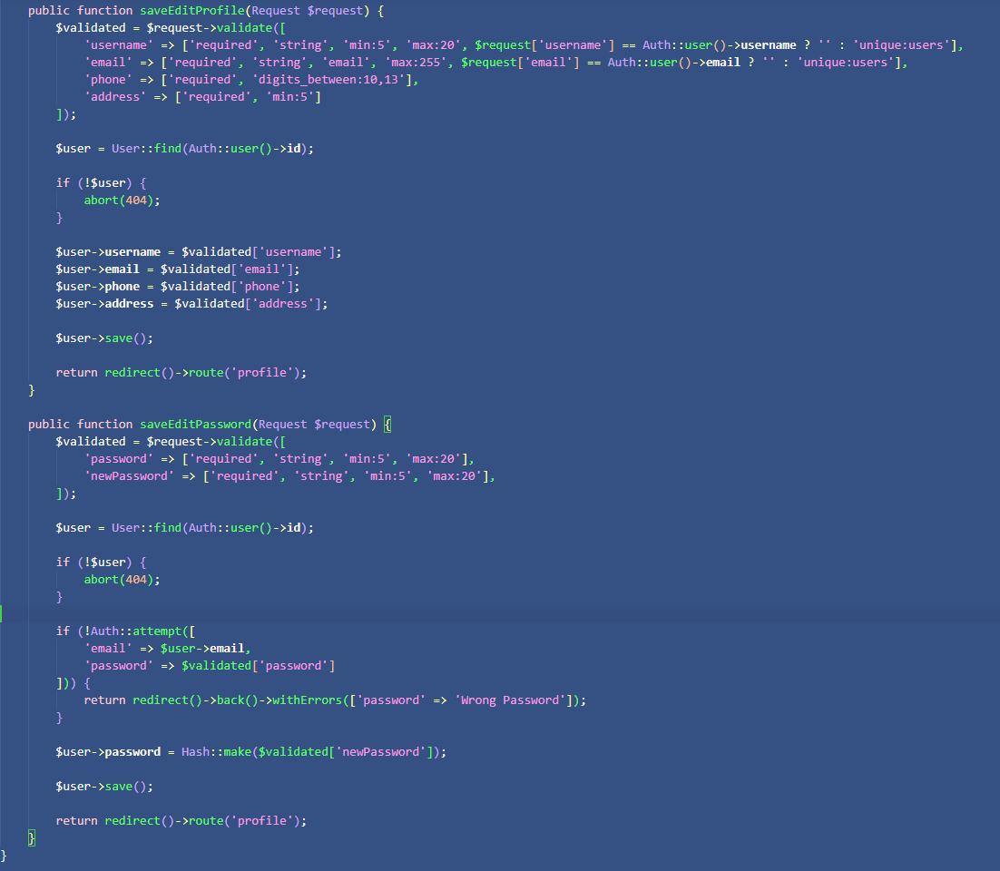 public function saveEditProfile(Request $request) {
$validated = $request->validate([
'username' => ['required', 'string', 'min:5', 'max:20', $request['username'] == Auth::user()->username ? '' : 'unique:users'],
'email' => ['required', 'string', 'email', 'max:255', $request['email'] == Auth::user()->email ? '' : 'unique:users'],
'phone' => ['required', 'digits_between:10,13'],
'address' => ['required', 'min:5']
]);
$user = User::find(Auth::user()->id);
if (!$user) {
abort(404);
}
$user->username = $validated['username'];
$user->email = $validated['email'];
$user->phone = $validated['phone'];
$user->address = $validated['address'];
$user->save();
return redirect()->route('profile');
}
public function saveEditPassword(Request $request) {
$validated = $request->validate([
'password' => ['required', 'string', 'min:5', 'max:20'],
'newPassword' => ['required', 'string', 'min:5', 'max:20'],
]);
$user = User::find(Auth::user()->id);
if (!$user) {
abort(404);
}
if (!Auth::attempt([
'email' => $user->email,
'password' => $validated['password']
])) {
return redirect()->back()->withErrors(['password' => 'Wrong Password']);
}
$user->password = Hash::make($validated['newPassword']);
$user->save();
return redirect()->route('profile');
}
}